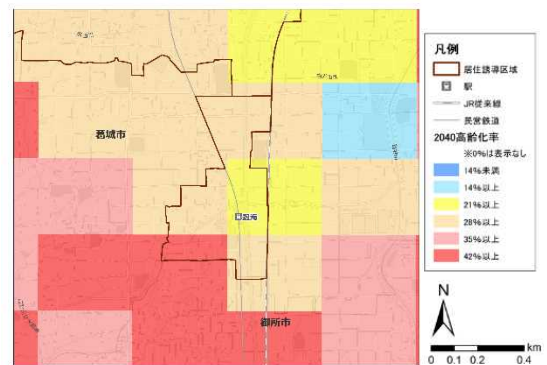 葛城市
御所市
凡例
居住誘導区域
駅
JR従来線
民営鉄道
2040高齢化率
※0%は表示なし
14%未満
14%以上
21%以上
28%以上
35%以上
42%以上
N
km
0 0.1 0.2 0.4